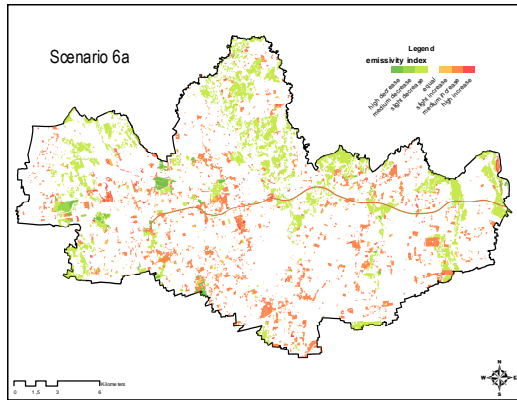 Scenario 6a
Legend
emissivity index
high decrease
medium decrease
slight decrease
equal
slight increase
medium increase
high increase
Kilometers
0 1,5 3 6
N
W E
S